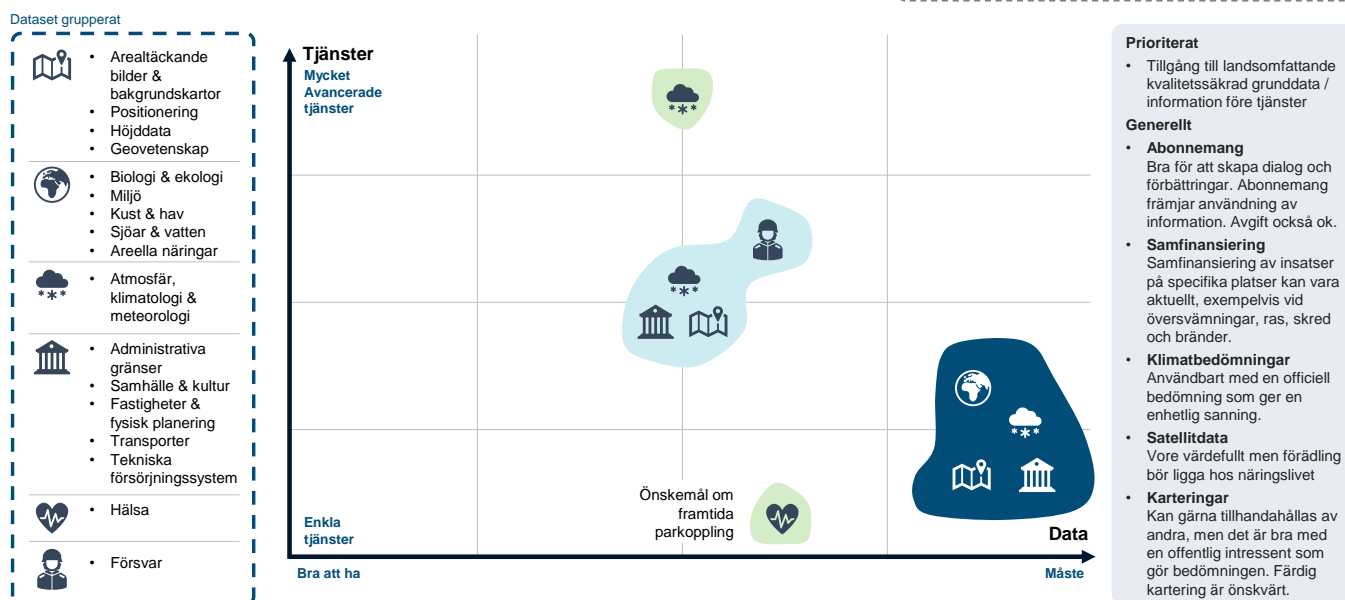 Dataset grupperat
• Arealtäckande
bilder &
bakgrundskartor
• Positionering
• Höjddata
• Geovetenskap
• Biologi & ekologi
• Miljö
• Kust & hav
• Sjöar & vatten
• Areella näringar
• Atmosfär,
klimatologi &
meteorologi
• Administrativa
gränser
• Samhälle & kultur
• Fastigheter &
fysisk planering
• Transporter
• Tekniska
försörjningssystem
• Hälsa
• Försvar
Tjänster
Mycket
Avancerade
tjänster
Önskemål om
framtida
parkoppling
Enkla
tjänster
Data
Bra att ha
Måste
Prioriterat
• Tillgång till landsomfattande
kvalitetssäkrad grunddata /
information före tjänster
Generellt
• Abonnemang
Bra för att skapa dialog och
förbättringar. Abonnemang
främjar användning av
information. Avgift också ok.
• Samfinansiering
Samfinansiering av insatser
på specifika platser kan vara
aktuellt, exempelvis vid
översvämningar, ras, skred
och bränder.
• Klimatbedömningar
Användbart med en officiell
bedömning som ger en
enhetlig sanning.
• Satellitdata
Vore värdefullt men förädling
bör ligga hos näringslivet
• Karteringar
Kan gärna tillhandahållas av
andra, men det är bra med
en offentlig intressent som
gör bedömningen. Färdig
kartering är önskvärt.